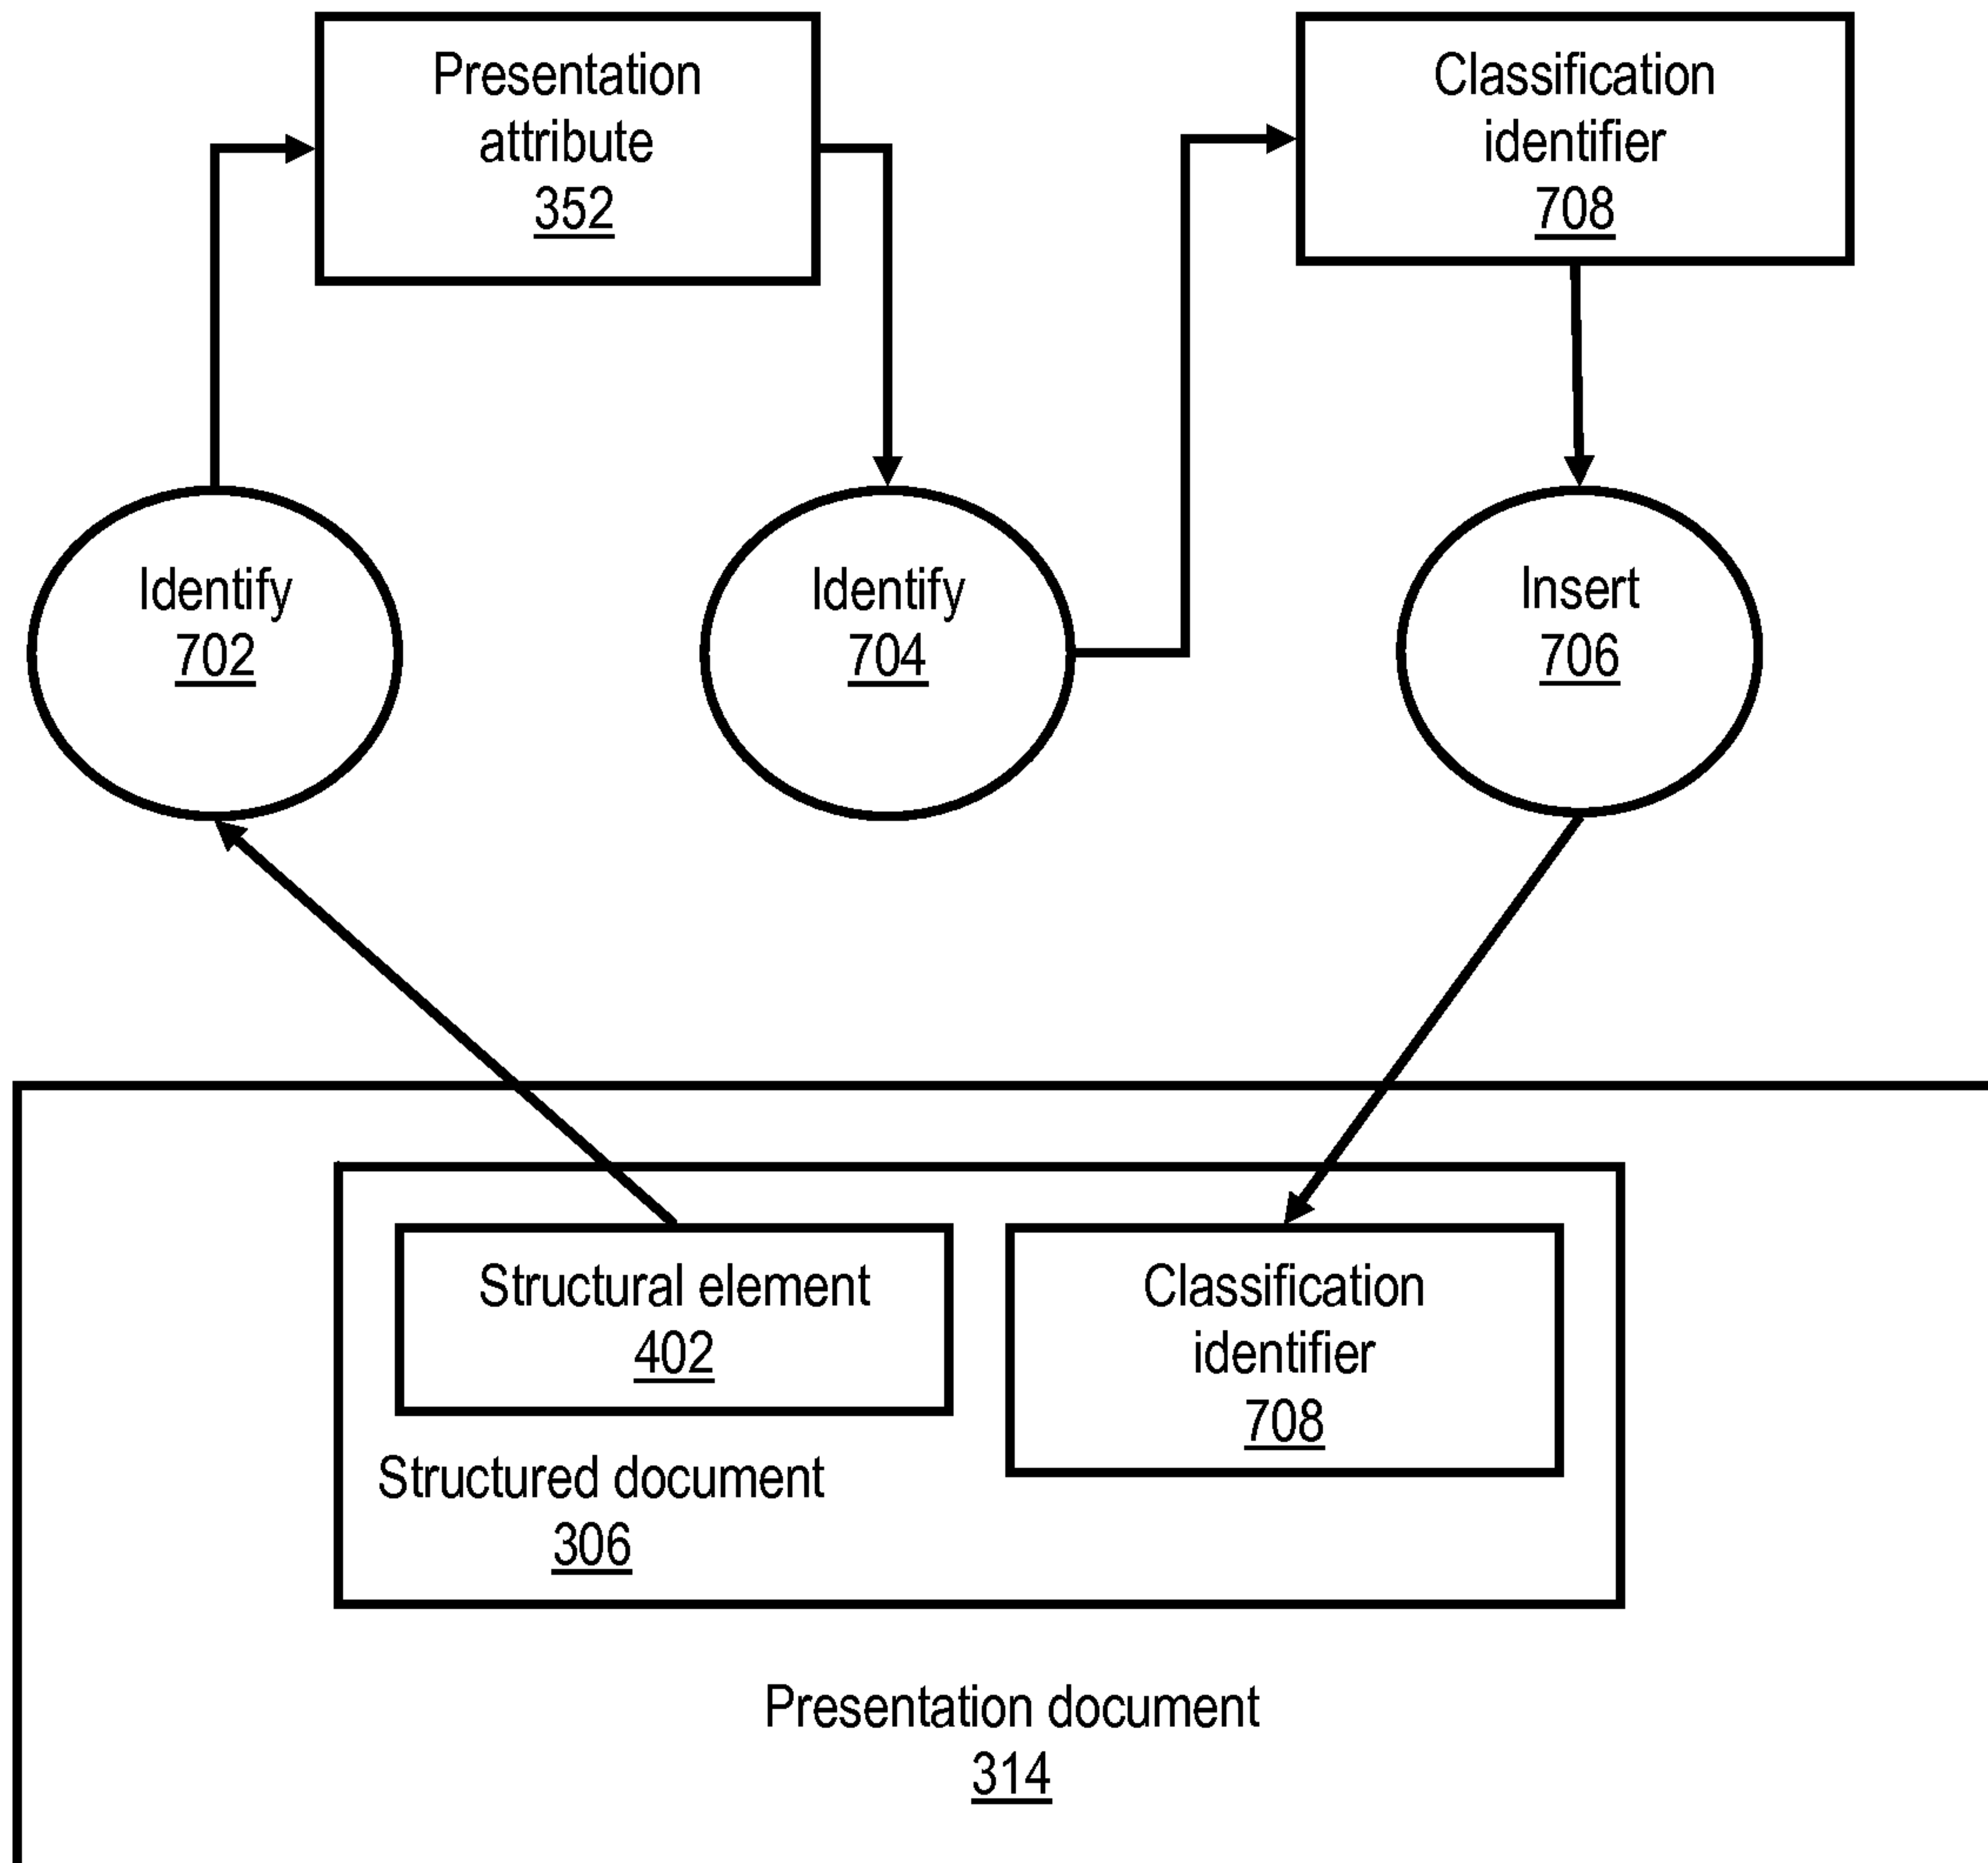 Presentation
attribute
352
Classification
identifier
708
Identify
702
Identify
704
Insert
706
Structural element
402
Classification
identifier
708
Structured document
306
Presentation document
314